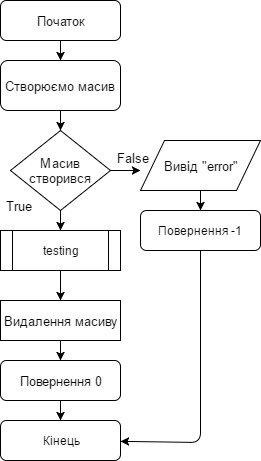 Початок
Створюємо масив
Масив
створився
False
Вивід "error"
True
Повернення -1
testing
Видалення масиву
Повернення 0
Кінець